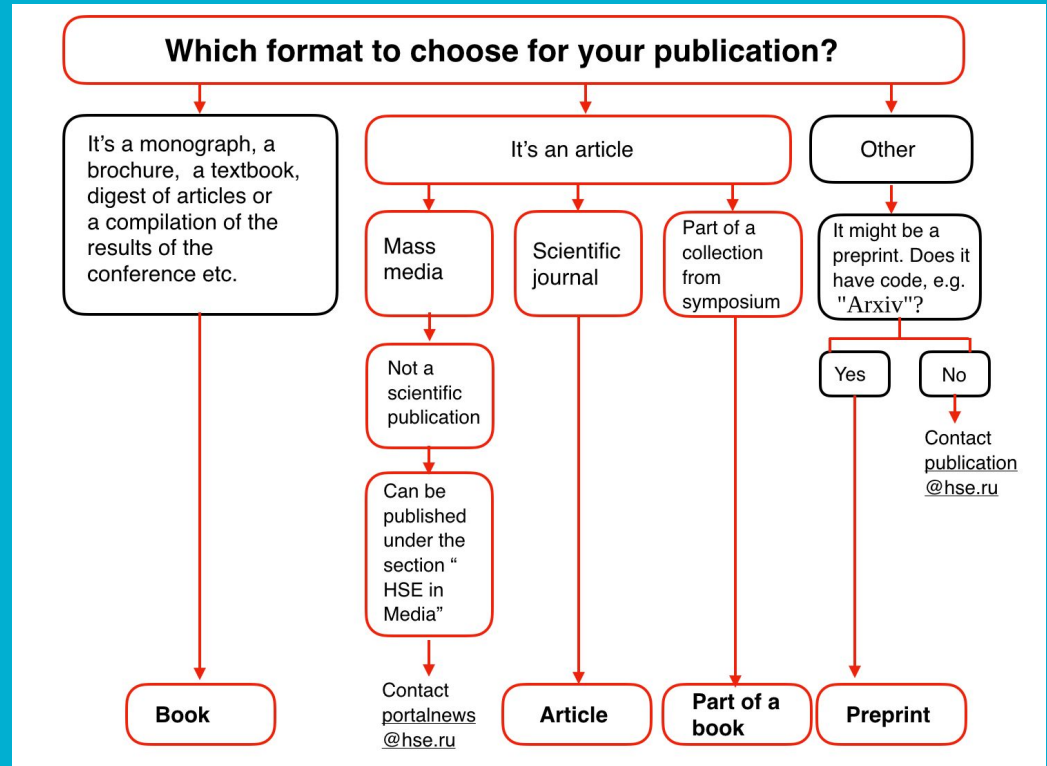 Which format to choose for your publication?
It's a monograph, a
brochure,  a textbook,
digest of articles or
a compilation of the
results of the
conference etc.
It's an article
Other
Mass
media
Scientific
journal
Part of a
collection
from
symposium
It might be a
preprint. Does it
have code, e.g.
"Arxiv"?
Not a
scientific
publication
Yes
No
Contact
publication
@hse.ru
Can be
published
under the
section “
HSE in
Media”
Contact
portalnews
@hse.ru
Book
Article
Part of a
book
Preprint